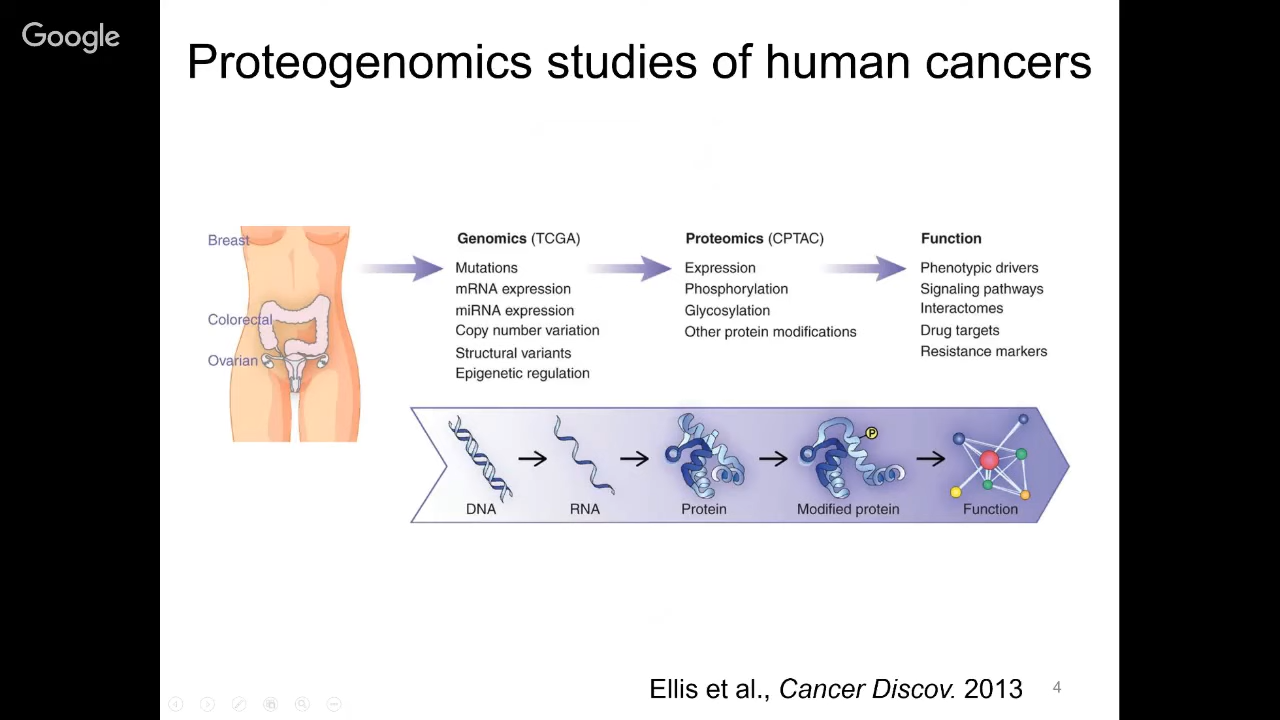 Google
Proteogenomics studies of human cancers
Breast
Colorectal
Ovarian
Genomics (TCGA)
Mutations
mRNA expression
miRNA expression
Copy number variation
Structural variants
Epigenetic regulation
Proteomics (CPTAC)
Expression
Phosphorylation
Glycosylation
Other protein modifications
Function
Phenotypic drivers
Signaling pathways
Interactomes
Drug targets
Resistance markers
P
DNA
RNA
Protein
Modified protein
Function
Ellis et al., Cancer Discov. 2013
4